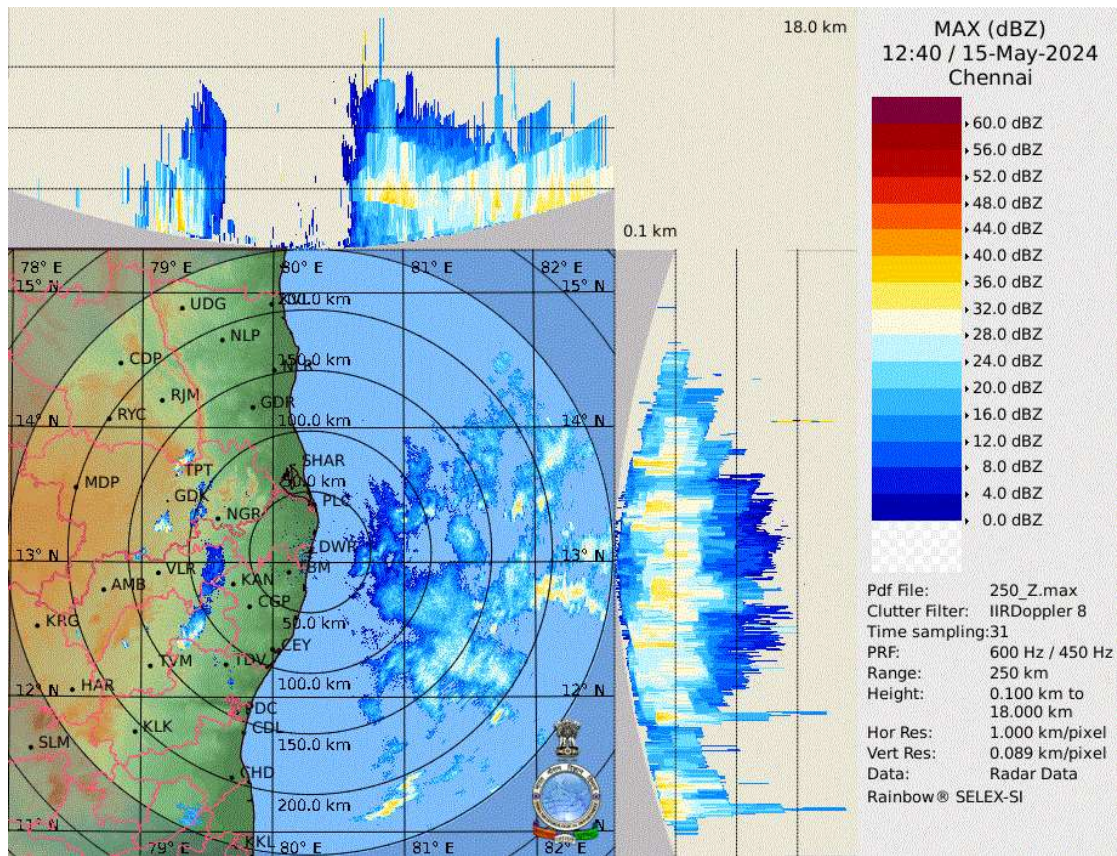 18.0 km
0.1 km
MAX (dBZ)
12:40 / 15-May-2024
Chennai
60.0 dBZ
56.0 dBZ
52.0 dBZ
48.0 dBZ
44.0 dBZ
40.0 dBZ
36.0 dBZ
32.0 dBZ
28.0 dBZ
24.0 dBZ
20.0 dBZ
16.0 dBZ
12.0 dBZ
8.0 dBZ
4.0 dBZ
0.0 dBZ
Pdf File: 250_Z.max
Clutter Filter: IIRDoppler 8
Time sampling:31
PRF: 600 Hz / 450 Hz
Range: 250 km
Height: 0.100 km to
18.000 km
Hor Res: 1.000 km/pixel
Vert Res: 0.089 km/pixel
Data: Radar Data
Rainbow® SELEX-SI
78° E 79° E 80° E 81° E 82° E
15° N 15° N
UDG
NLP
CDP
150.0 km
RJM
GDR
RYC
14° N 100.0 km 14° N
TPT SHAR
MDP
GDK PLC
NGR
13° N 13° N
VLR
AMB KAN
CGP
KRG 50.0 km
CEY
TVM TDV
HAR 100.0 km
12° N 12° N
KLK CDL
SLM 150.0 km
CHD
200.0 km
11° N
KKL
79° E 80° E 81° E 82° E